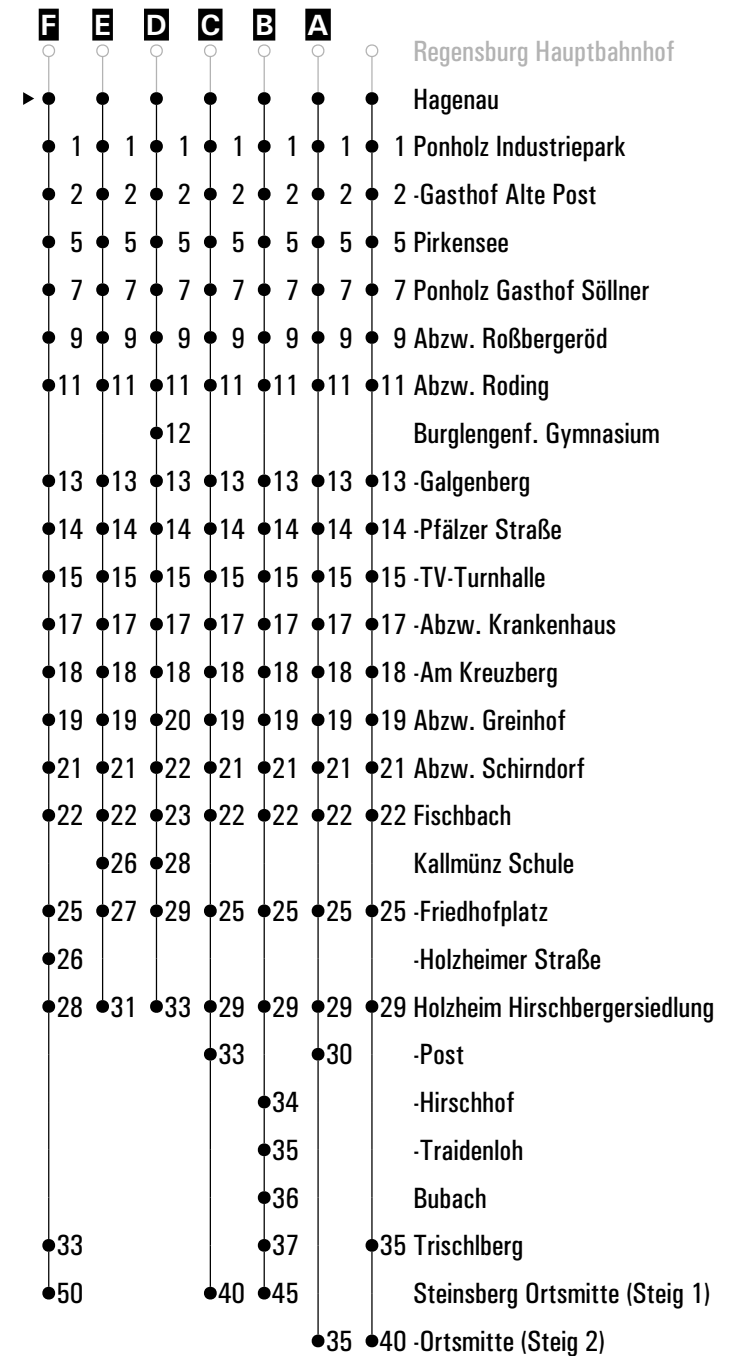 F E D C B A
Regensburg Hauptbahnhof
Hagenau
1 1 1 1 1 1 1 Ponholz Industriepark
2 2 2 2 2 2 2 -Gasthof Alte Post
5 5 5 5 5 5 5 Pirkensee
7 7 7 7 7 7 7 Ponholz Gasthof Söllner
9 9 9 9 9 9 9 Abzw. Roßbergeröd
11 11 11 11 11 11 11 Abzw. Roding
12 Burglengenf. Gymnasium
13 13 13 13 13 13 13 -Galgenberg
14 14 14 14 14 14 14 -Pfälzer Straße
15 15 15 15 15 15 15 -TV-Turnhalle
17 17 17 17 17 17 17 -Abzw. Krankenhaus
18 18 18 18 18 18 18 -Am Kreuzberg
19 19 20 19 19 19 19 Abzw. Greinhof
21 21 22 21 21 21 21 Abzw. Schirndorf
22 22 23 22 22 22 22 Fischbach
26 28 Kallmünz Schule
25 27 29 25 25 25 25 -Friedhofplatz
26 -Holzheimer Straße
28 31 33 29 29 29 29 Holzheim Hirschbergersiedlung
33 30 -Post
34 -Hirschhof
35 -Traidenloh
36 Bubach
33 37 35 Trischlberg
50 40 45 Steinsberg Ortsmitte (Steig 1)
35 40 -Ortsmitte (Steig 2)